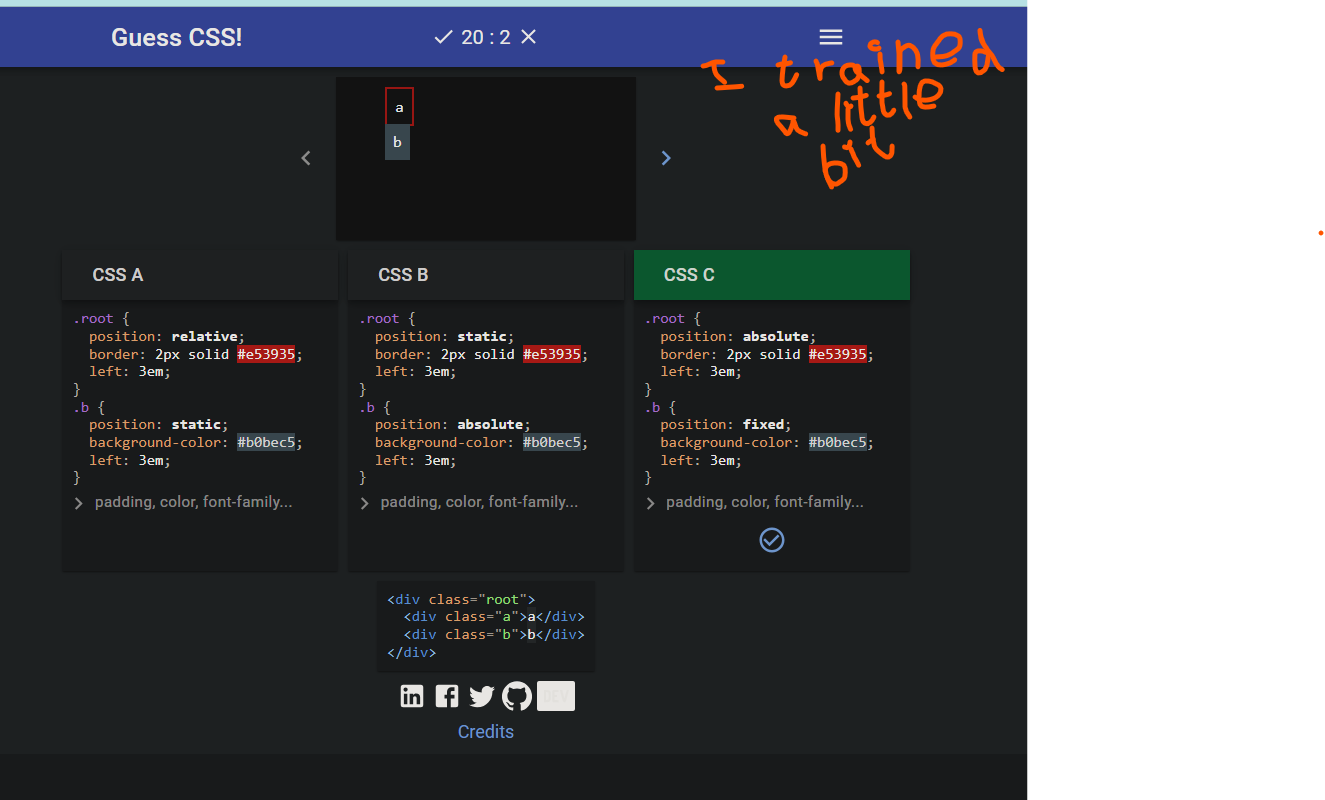 Guess CSS!
20 : 2
I trained
a little
bit
a
b
CSS A
CSS B
CSS C
.root {
  position: relative;
  border: 2px solid #e53935;
  left: 3em;
}
.b {
  position: static;
  background-color: #b0bec5;
  left: 3em;
}
padding, color, font-family...
.root {
  position: static;
  border: 2px solid #e53935;
  left: 3em;
}
.b {
  position: absolute;
  background-color: #b0bec5;
  left: 3em;
}
padding, color, font-family...
.root {
  position: absolute;
  border: 2px solid #e53935;
  left: 3em;
}
.b {
  position: fixed;
  background-color: #b0bec5;
  left: 3em;
}
padding, color, font-family...
<div class="root">
  <div class="a">a</div>
  <div class="b">b</div>
</div>
in
DEV
Credits